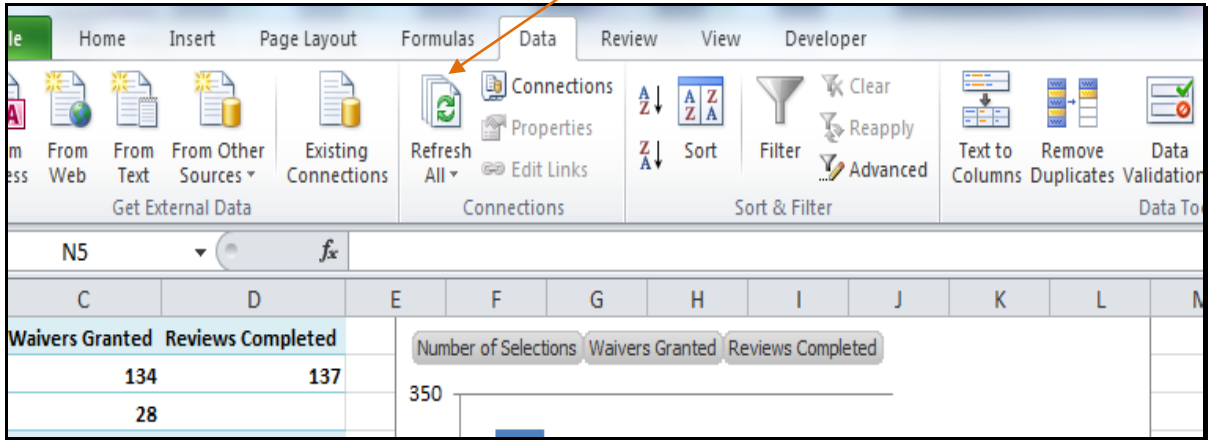 le Home Insert Page Layout Formulas Data Review View Developer
Connections Clear
Properties Reapply
Edit Links Advanced
m From From From Other Existing Refresh Sort Filter Text to Remove Data
ess Web Text Sources Connections All Columns Duplicates Validation
Get External Data Connections Sort & Filter Data Too
N5 fx
C D E F G H I J K L M
Waivers Granted Reviews Completed
Number of Selections Waivers Granted Reviews Completed
134 137
350
28